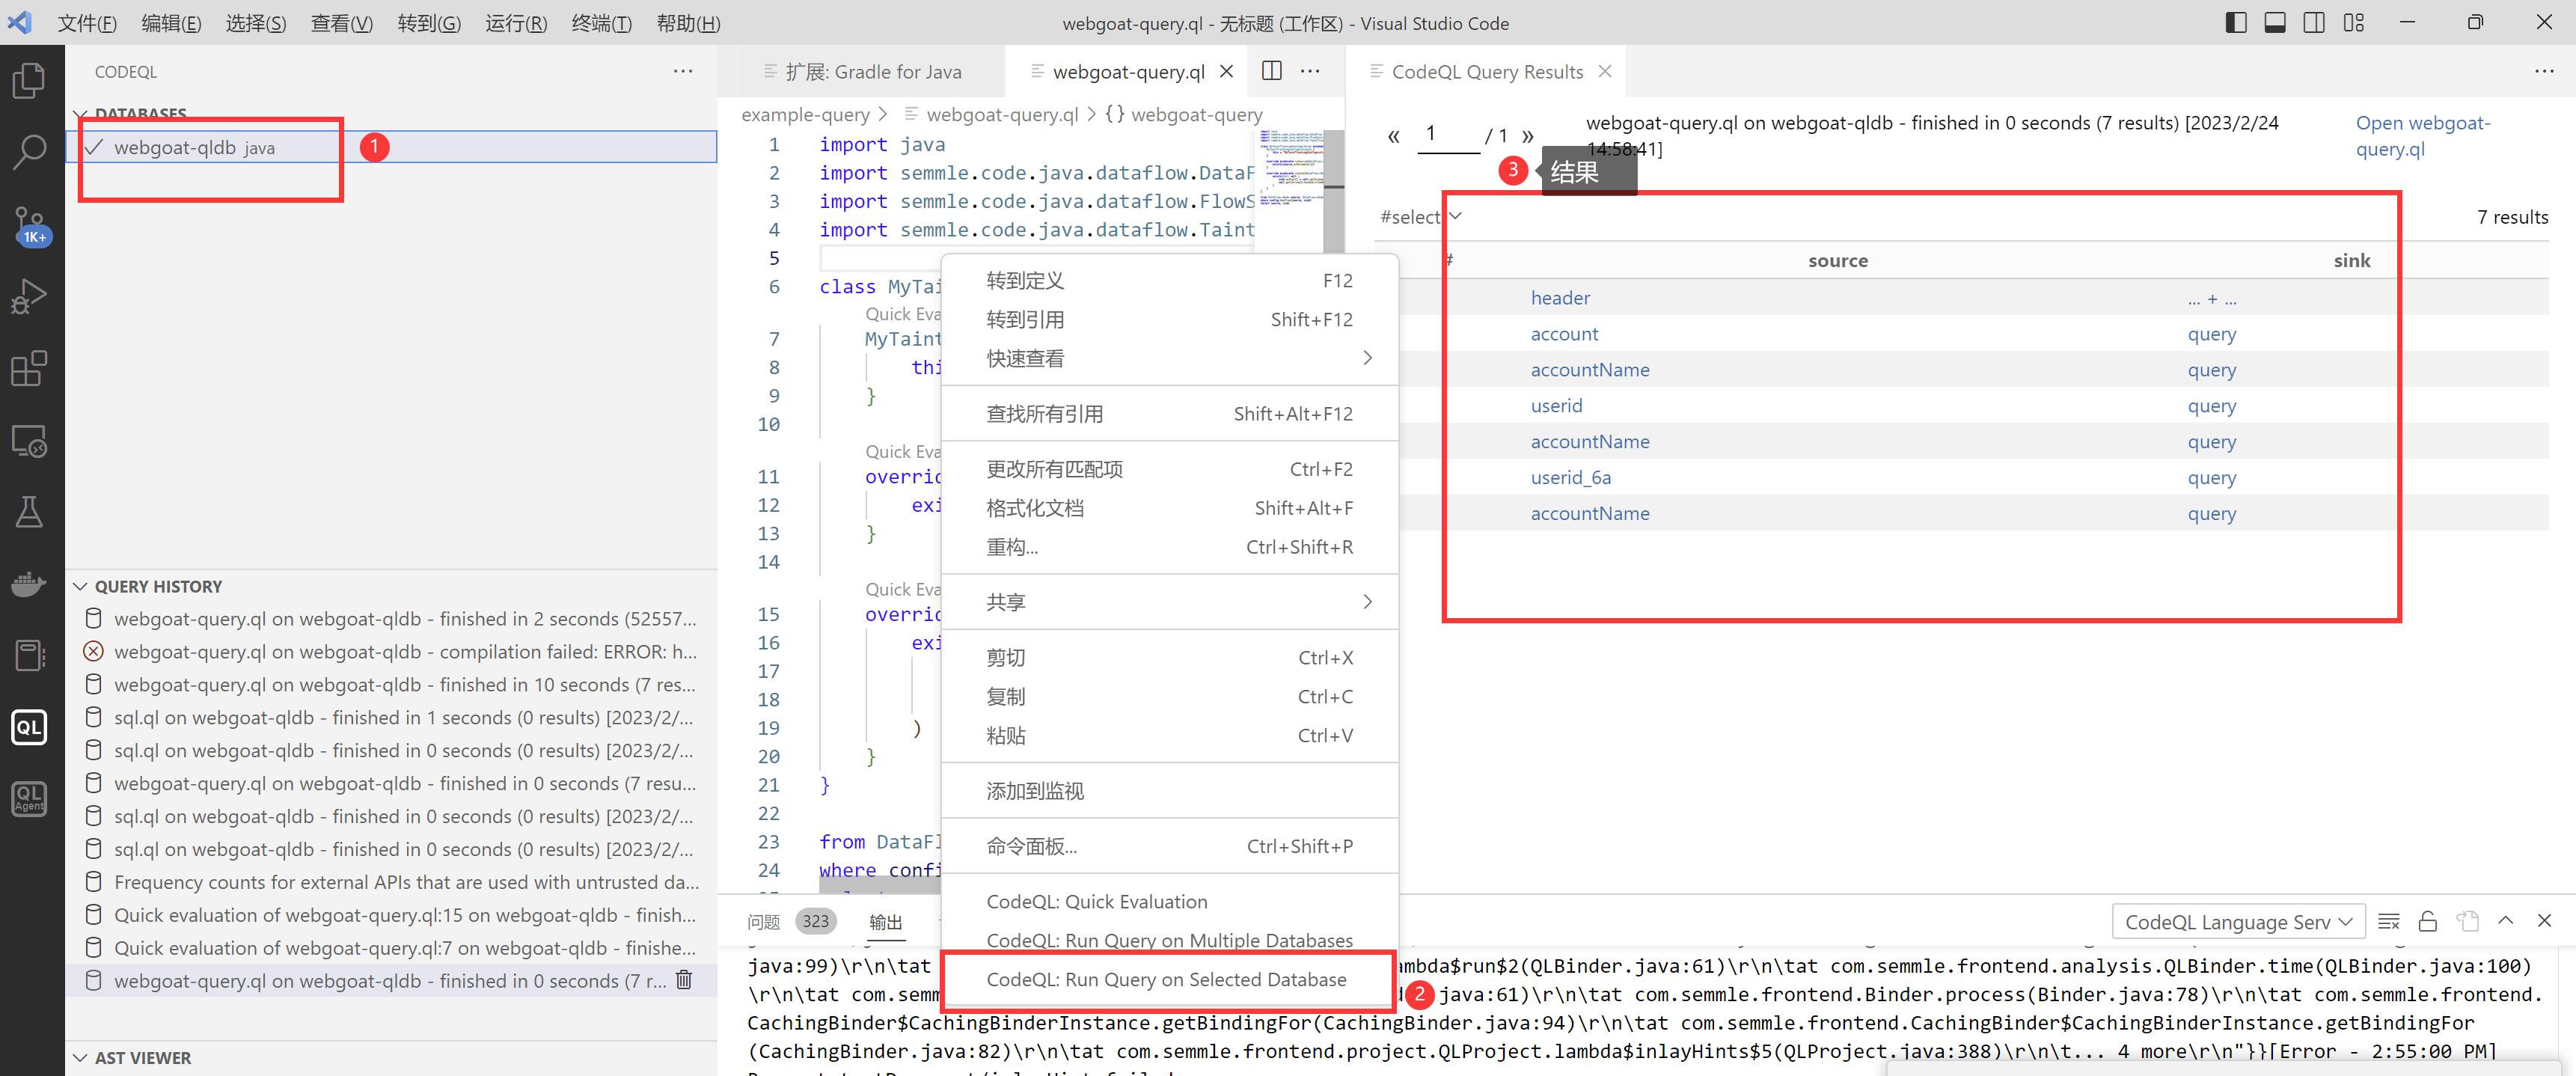 文件(F) 编辑(E) 选择(S) 查看(V) 转到(G) 运行(R) 终端(T) 帮助(H)
webgoat-query.ql - 无标题 (工作区) - Visual Studio Code
CODEQL
DATABASES
webgoat-qldb java
1
1K+
QL
QL
Agent
QUERY HISTORY
webgoat-query.ql on webgoat-qldb - finished in 2 seconds (52557...
webgoat-query.ql on webgoat-qldb - compilation failed: ERROR: h...
webgoat-query.ql on webgoat-qldb - finished in 10 seconds (7 res...
sql.ql on webgoat-qldb - finished in 1 seconds (0 results) [2023/2/...
sql.ql on webgoat-qldb - finished in 0 seconds (0 results) [2023/2/...
webgoat-query.ql on webgoat-qldb - finished in 0 seconds (7 resu...
sql.ql on webgoat-qldb - finished in 0 seconds (0 results) [2023/2/...
sql.ql on webgoat-qldb - finished in 0 seconds (0 results) [2023/2/...
Frequency counts for external APIs that are used with untrusted da...
Quick evaluation of webgoat-query.ql:15 on webgoat-qldb - finish...
Quick evaluation of webgoat-query.ql:7 on webgoat-qldb - finishe...
webgoat-query.ql on webgoat-qldb - finished in 0 seconds (7 r...
AST VIEWER
扩展: Gradle for Java
webgoat-query.ql
example-query > webgoat-query.ql > {} webgoat-query
1 import java
2 import semmle.code.java.dataflow.DataF
3 import semmle.code.java.dataflow.FlowS
4 import semmle.code.java.dataflow.Taint
5
6 class MyTai
Quick Eva
7 MyTaint
8 thi
9 }
10
Quick Eva
11 overrid
12 exi
13 }
14
Quick Eva
15 overrid
16 exi
17
18
19 )
20 }
21 }
22
23 from DataFl
24 where confi
转到定义 F12
转到引用 Shift+F12
快速查看
查找所有引用 Shift+Alt+F12
更改所有匹配项 Ctrl+F2
格式化文档 Shift+Alt+F
重构... Ctrl+Shift+R
共享
剪切 Ctrl+X
复制 Ctrl+C
粘贴 Ctrl+V
添加到监视
命令面板... Ctrl+Shift+P
CodeQL: Quick Evaluation
CodeQL: Run Query on Multiple Databases
CodeQL: Run Query on Selected Database
2
CodeQL Query Results
« 1 / 1 »
webgoat-query.ql on webgoat-qldb - finished in 0 seconds (7 results) [2023/2/24
14:58:41]
Open webgoat-
query.ql
3 结果
#select
7 results
# source sink
header ... + ...
account query
accountName query
userid query
accountName query
userid_6a query
accountName query
问题 323 输出
CodeQL Language Serv
java:99)\r\n\tat mbda$run$2(QLBinder.java:61)\r\n\tat com.semmle.frontend.analysis.QLBinder.time(QLBinder.java:100)
\r\n\tat com.semm java:61)\r\n\tat com.semmle.frontend.Binder.process(Binder.java:78)\r\n\tat com.semmle.frontend.
CachingBinder$CachingBinderInstance.getBindingFor(CachingBinder.java:94)\r\n\tat com.semmle.frontend.CachingBinder$CachingBinderInstance.getBindingFor
(CachingBinder.java:82)\r\n\tat com.semmle.frontend.project.QLProject.lambda$inlayHints$5(QLProject.java:388)\r\n\t... 4 more\r\n"}}[Error - 2:55:00 PM]